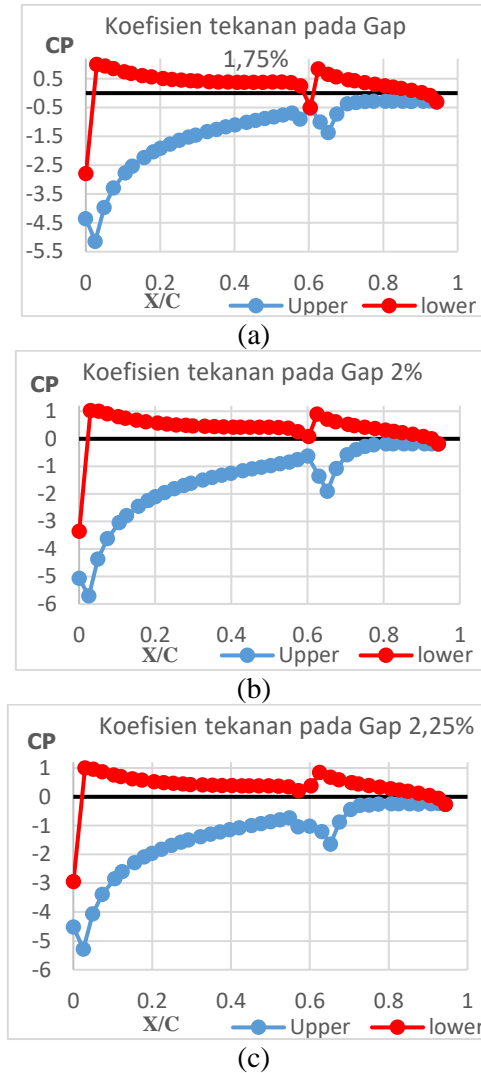 Koefisien tekanan pada Gap
1,75%
CP
0.5
-0.5
-1.5
-2.5
-3.5
-4.5
-5.5
0 0.2 0.4 0.6 0.8 1
X/C Upper lower
(a)
Koefisien tekanan pada Gap 2%
CP
1
0
-1
-2
-3
-4
-5
-6
0 0.2 0.4 0.6 0.8 1
X/C Upper lower
(b)
Koefisien tekanan pada Gap 2,25%
CP
1
0
-1
-2
-3
-4
-5
-6
0 0.2 0.4 0.6 0.8 1
X/C Upper lower
(c)